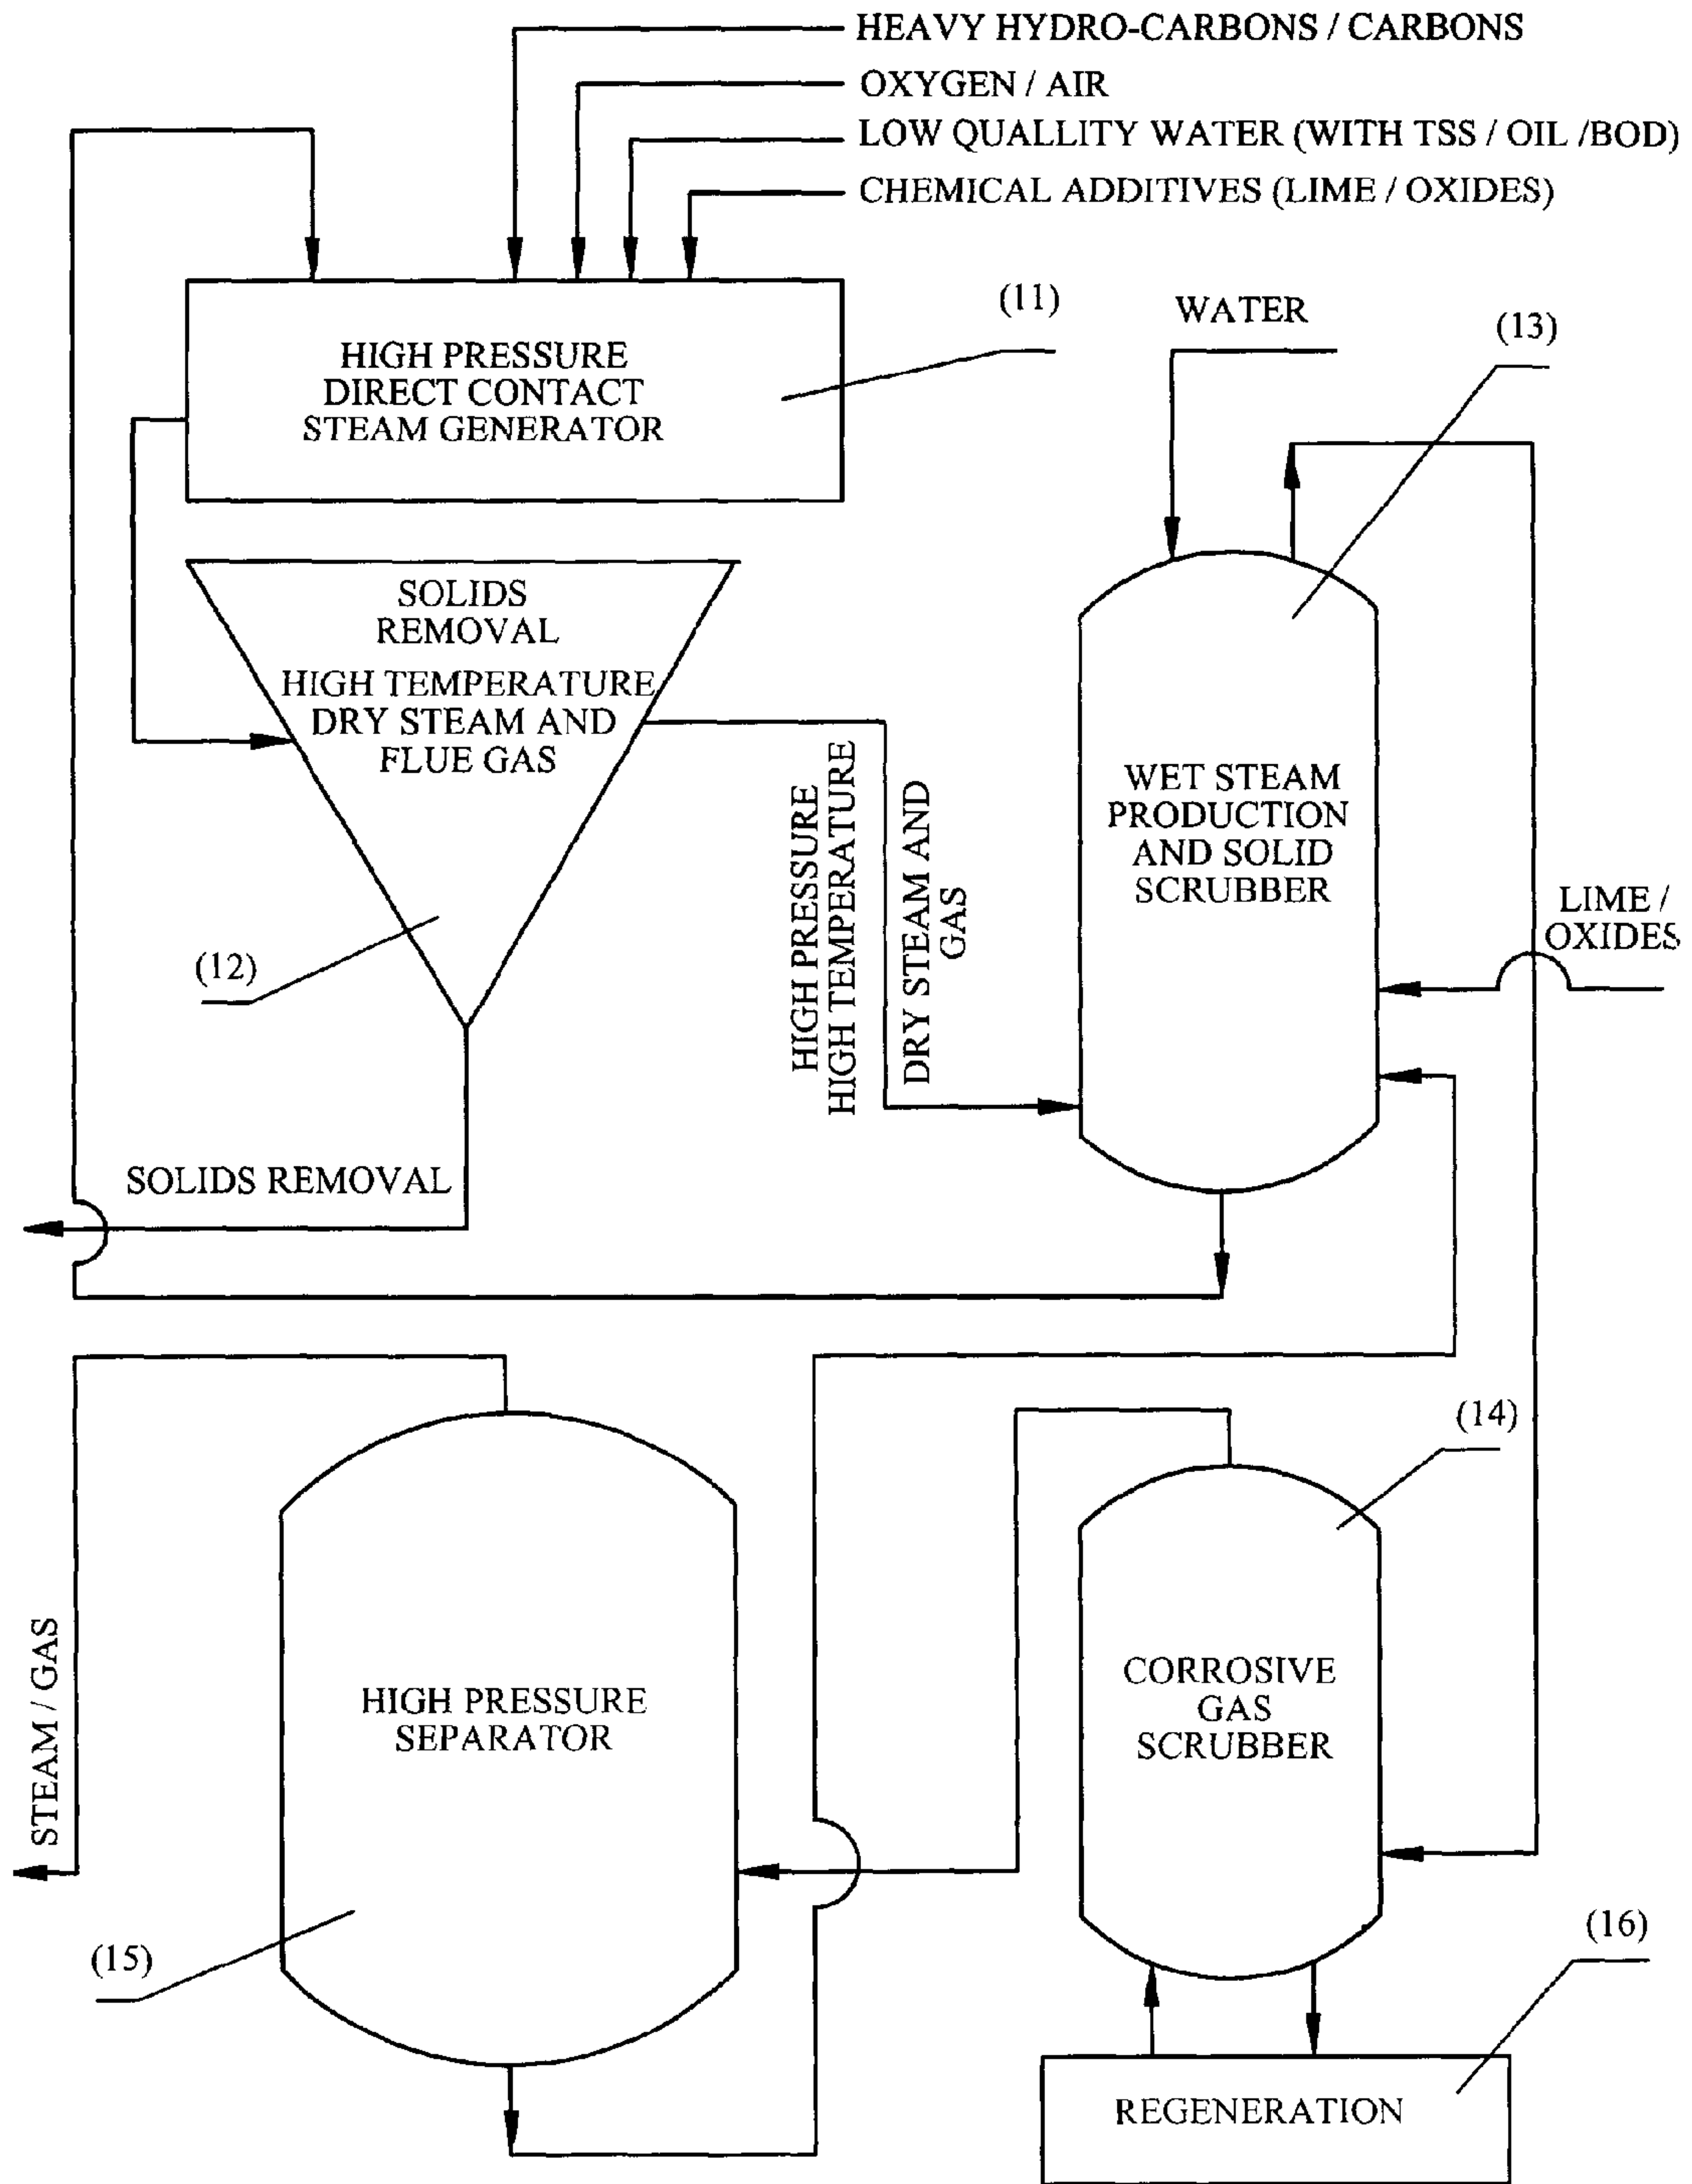 HEAVY HYDRO-CARBONS / CARBONS
OXYGEN / AIR
LOW QUALLITY WATER (WITH TSS / OIL /BOD)
CHEMICAL ADDITIVES (LIME / OXIDES)
(11)
HIGH PRESSURE
DIRECT CONTACT
STEAM GENERATOR
WATER
(13)
SOLIDS
REMOVAL
HIGH TEMPERATURE
DRY STEAM AND
FLUE GAS
(12)
HIGH PRESSURE
HIGH TEMPERATURE
DRY STEAM AND
GAS
WET STEAM
PRODUCTION
AND SOLID
SCRUBBER
LIME /
OXIDES
SOLIDS REMOVAL
(14)
STEAM / GAS
HIGH PRESSURE
SEPARATOR
CORROSIVE
GAS
SCRUBBER
(15)
(16)
REGENERATION